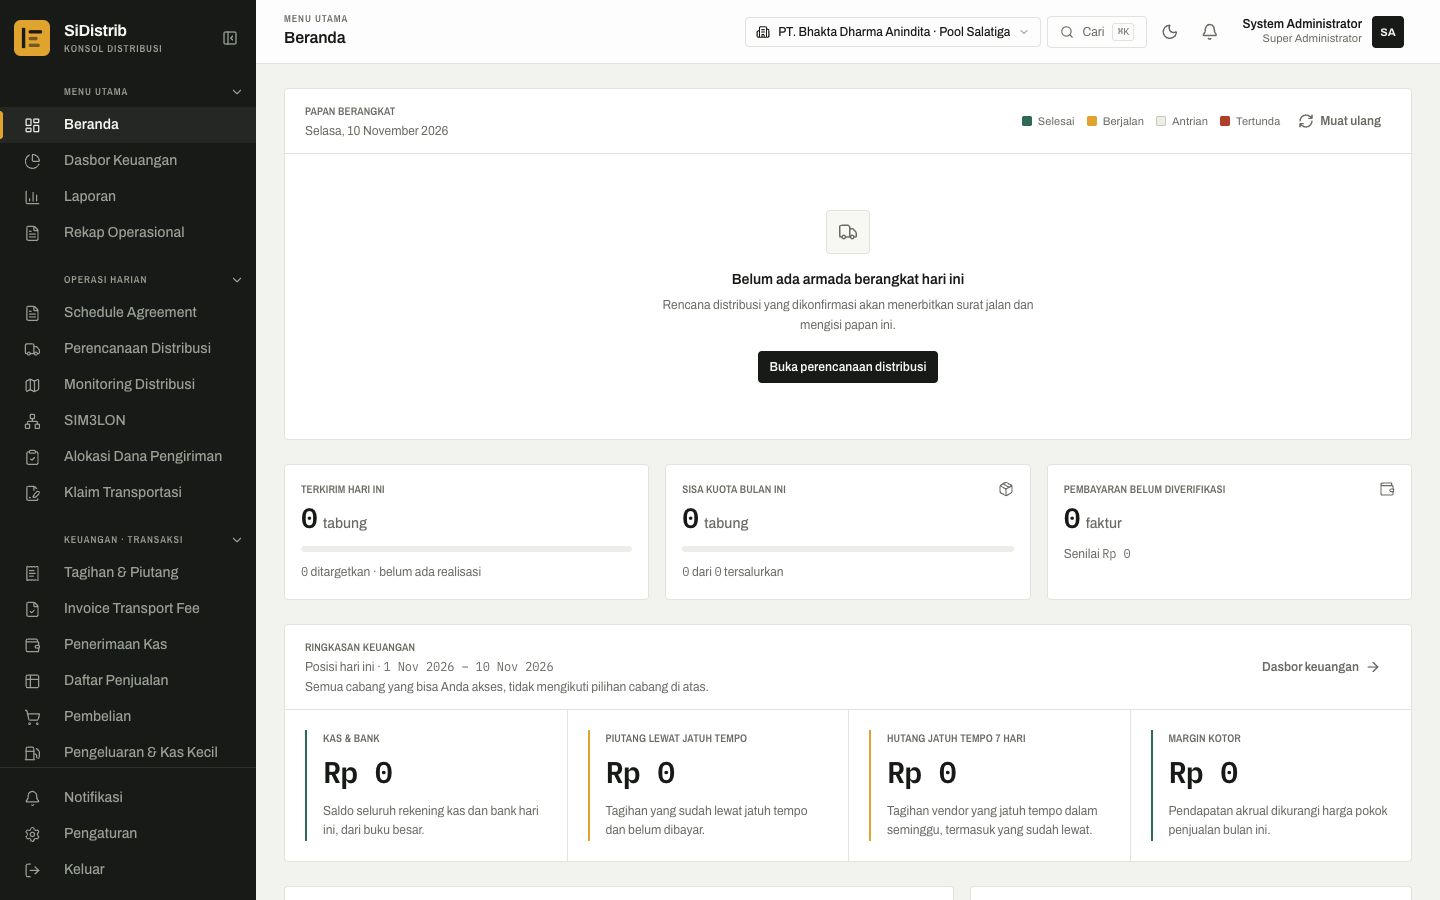 SiDistrib
KONSOL DISTRIBUSI
MENU UTAMA
Beranda
Dasbor Keuangan
Laporan
Rekap Operasional
OPERASI HARIAN
Schedule Agreement
Perencanaan Distribusi
Monitoring Distribusi
SIM3LON
Alokasi Dana Pengiriman
Klaim Transportasi
KEUANGAN · TRANSAKSI
Tagihan & Piutang
Invoice Transport Fee
Penerimaan Kas
Daftar Penjualan
Pembelian
Pengeluaran & Kas Kecil
Notifikasi
Pengaturan
Keluar
MENU UTAMA
Beranda
PT. Bhakta Dharma Anindita · Pool Salatiga
Cari ⌘K
System Administrator
Super Administrator
SA
PAPAN BERANGKAT
Selasa, 10 November 2026
Selesai Berjalan Antrian Tertunda
Muat ulang
Belum ada armada berangkat hari ini
Rencana distribusi yang dikonfirmasi akan menerbitkan surat jalan dan
mengisi papan ini.
Buka perencanaan distribusi
TERKIRIM HARI INI
0 tabung
0 ditargetkan · belum ada realisasi
SISA KUOTA BULAN INI
0 tabung
0 dari 0 tersalurkan
PEMBAYARAN BELUM DIVERIFIKASI
0 faktur
Senilai Rp 0
RINGKASAN KEUANGAN
Posisi hari ini · 1 Nov 2026 – 10 Nov 2026
Semua cabang yang bisa Anda akses, tidak mengikuti pilihan cabang di atas.
Dasbor keuangan
KAS & BANK
Rp 0
Saldo seluruh rekening kas dan bank hari
ini, dari buku besar.
PIUTANG LEWAT JATUH TEMPO
Rp 0
Tagihan yang sudah lewat jatuh tempo
dan belum dibayar.
HUTANG JATUH TEMPO 7 HARI
Rp 0
Tagihan vendor yang jatuh tempo dalam
seminggu, termasuk yang sudah lewat.
MARGIN KOTOR
Rp 0
Pendapatan akrual dikurangi harga pokok
penjualan bulan ini.